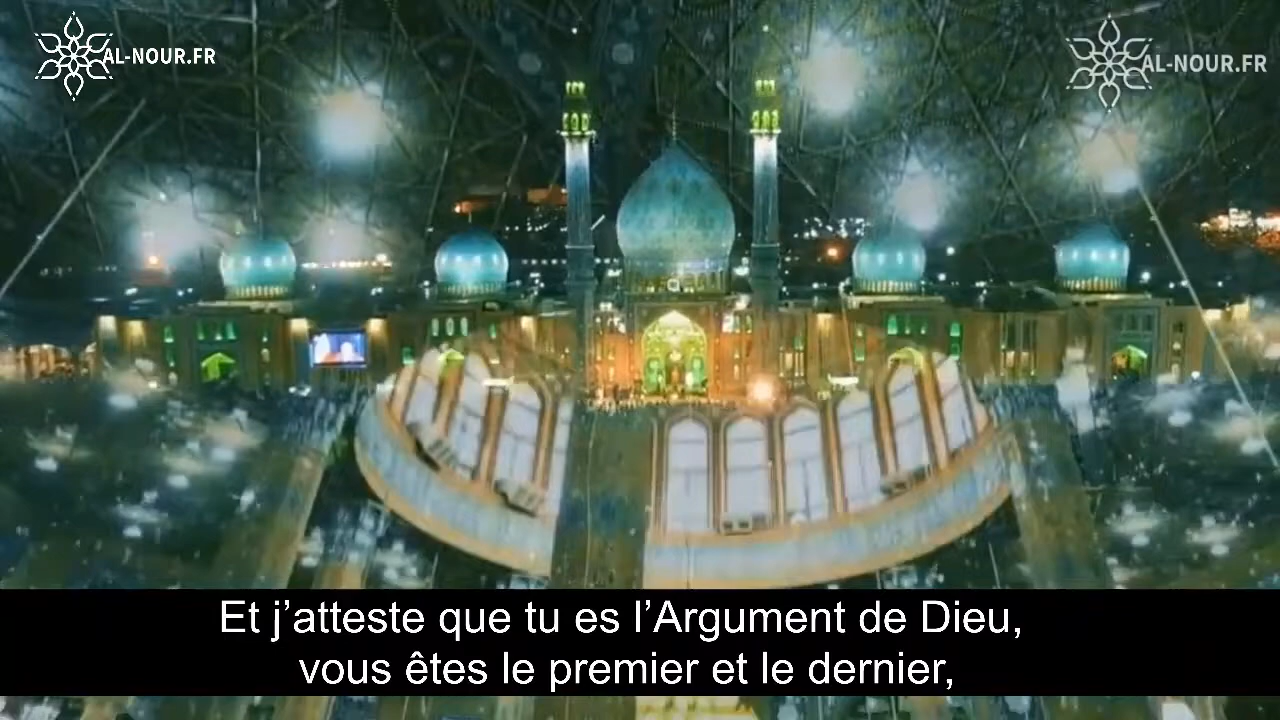 AL-NOUR.FR
AL-NOUR.FR
Et j’atteste que tu es l’Argument de Dieu,
vous êtes le premier et le dernier,